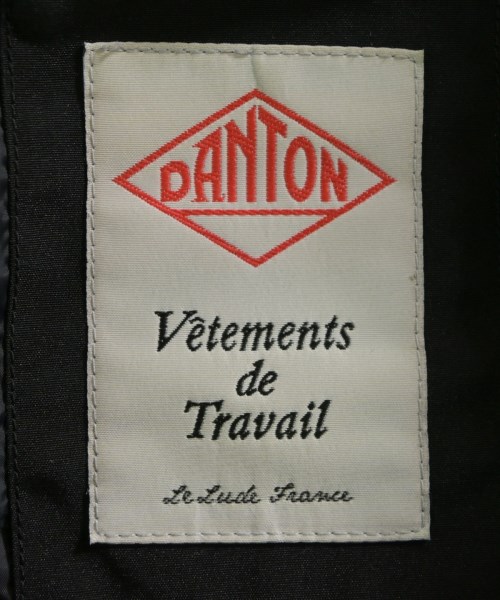 DANTON
Vêtements
de
Travail
Le Lude France